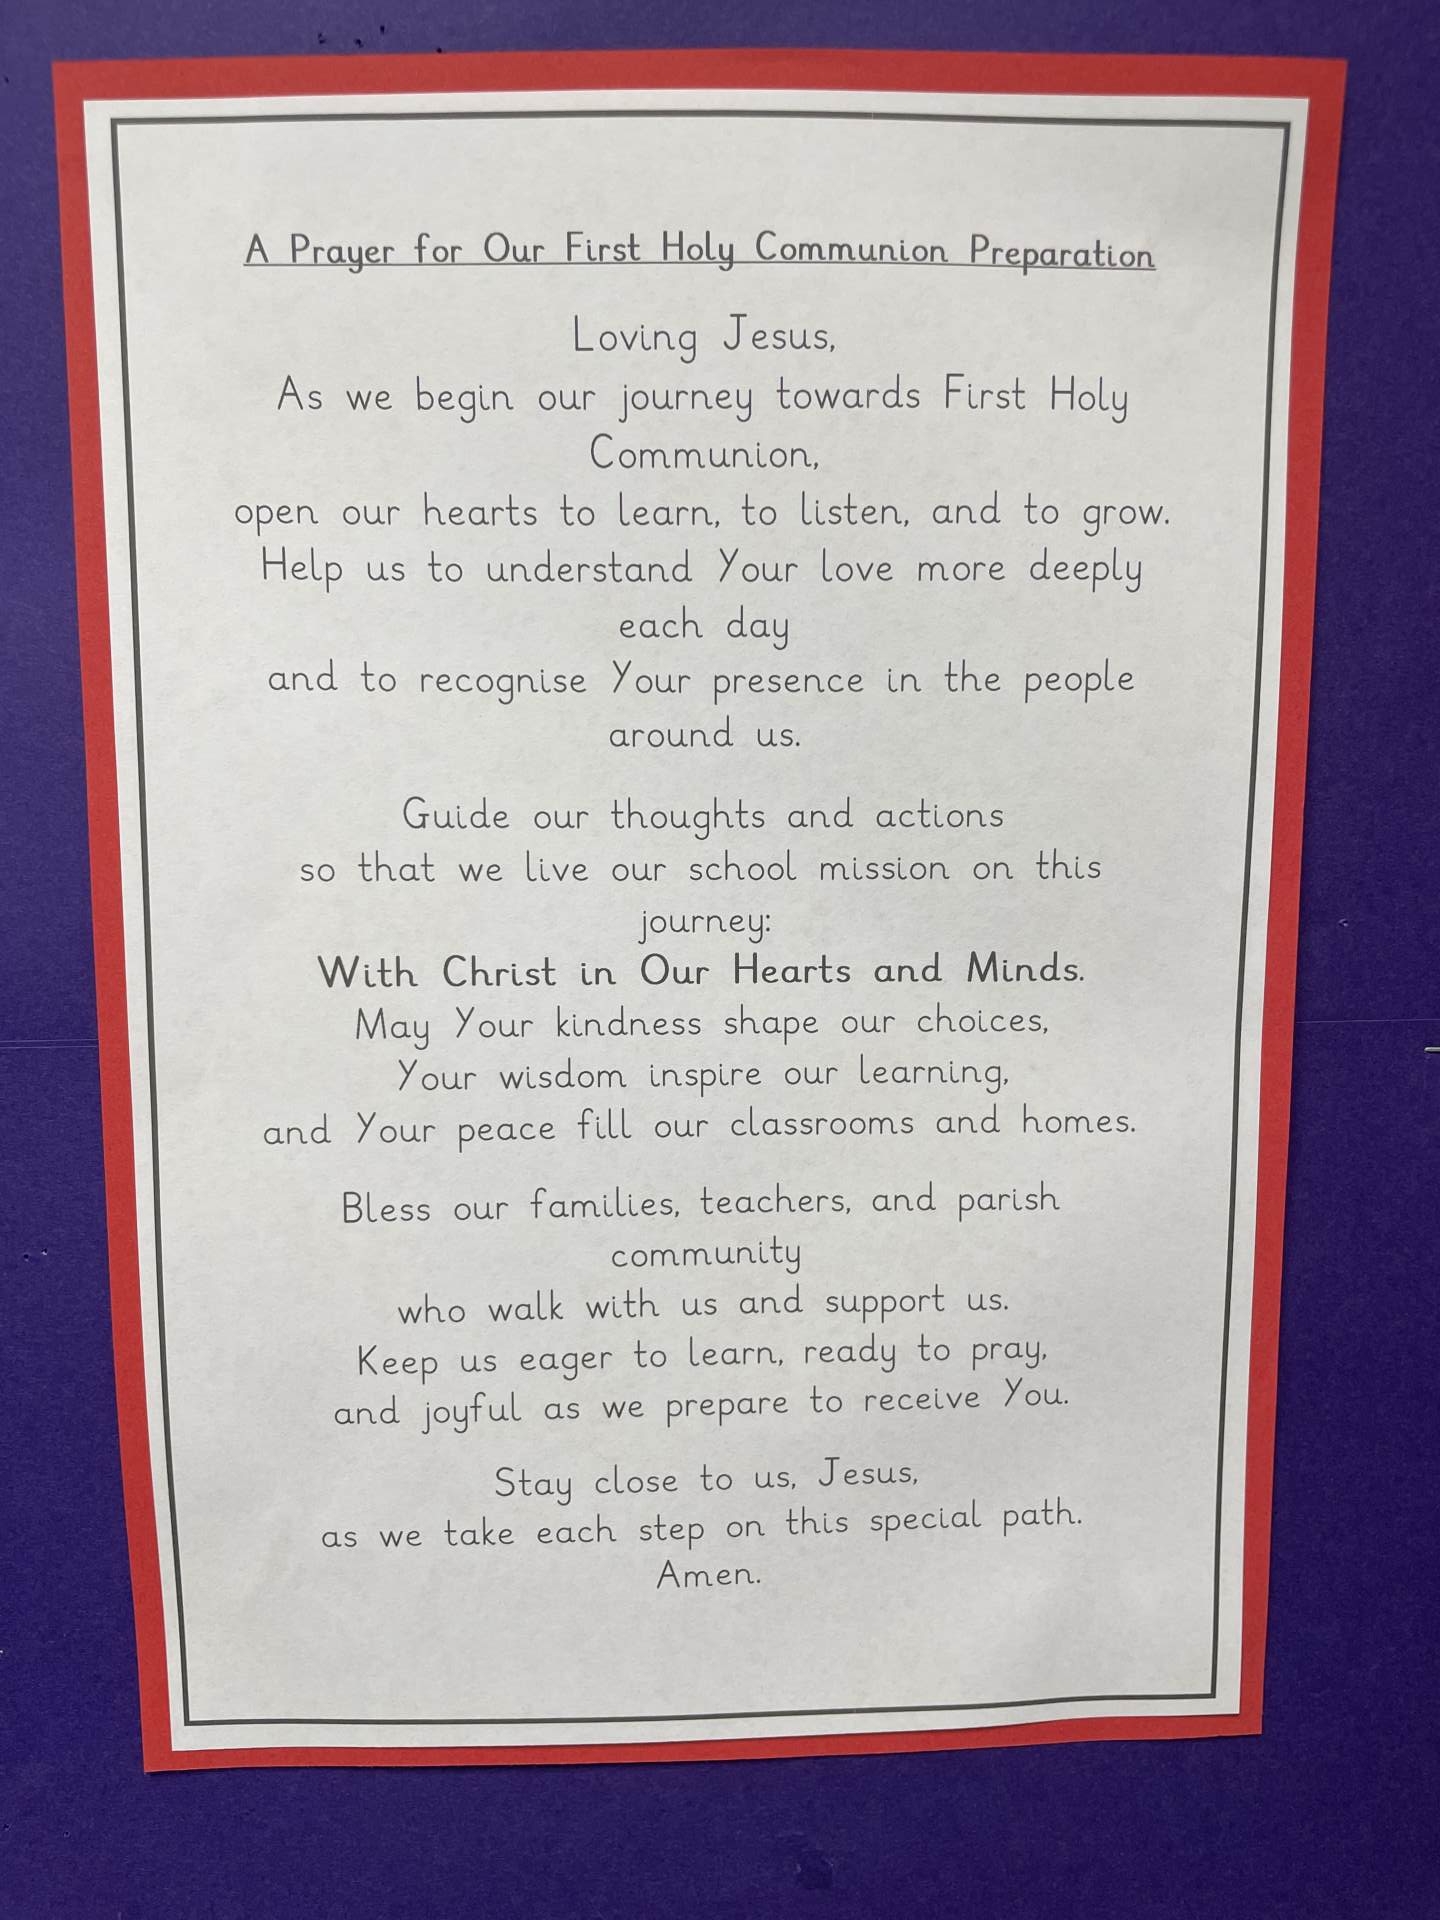 A Prayer for Our First Holy Communion Preparation
Loving Jesus,
As we begin our journey towards First Holy
Communion,
open our hearts to learn, to listen, and to grow.
Help us to understand Your love more deeply
each day
and to recognise Your presence in the people
around us.
Guide our thoughts and actions
so that we live our school mission on this
journey:
With Christ in Our Hearts and Minds.
May Your kindness shape our choices,
Your wisdom inspire our learning,
and Your peace fill our classrooms and homes.
Bless our families, teachers, and parish
community
who walk with us and support us.
Keep us eager to learn, ready to pray,
and joyful as we prepare to receive You.
Stay close to us, Jesus,
as we take each step on this special path.
Amen.